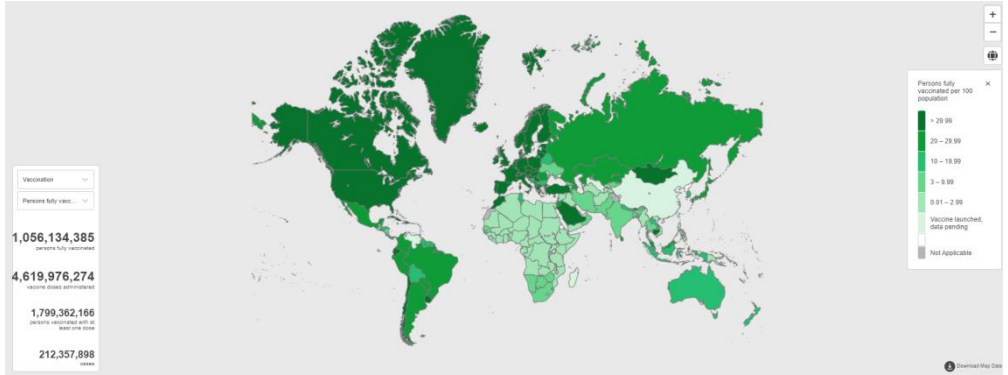 +
−
Persons fully
vaccinated per 100
population
×
> 29.99
20 – 29.99
10 – 19.99
3 – 9.99
0.01 – 2.99
Vaccine launched,
data pending
Not Applicable
Vaccination
Persons fully vacc...
1,056,134,385
persons fully vaccinated
4,619,976,274
vaccine doses administered
1,799,362,166
persons vaccinated with at
least one dose
212,357,898
cases
Download Map Data